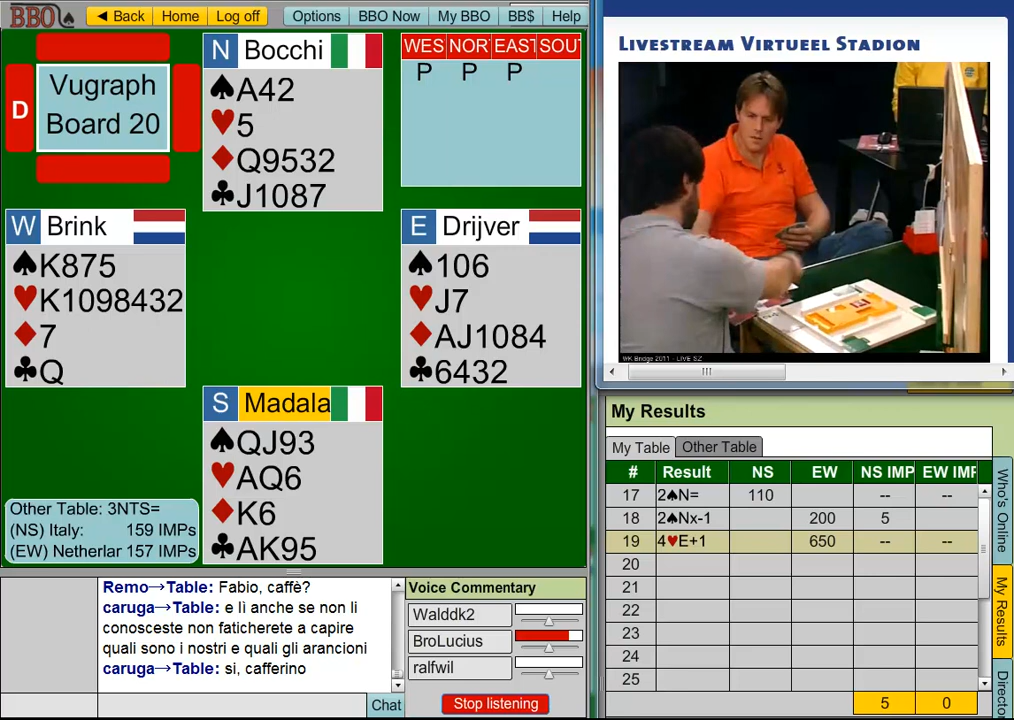 BBO Back Home Log off Options BBO Now My BBO BB$ Help
D
Vugraph
Board 20
N Bocchi
♠A42
♥5
♦Q9532
♣J1087
WES NOR EAST SOU
P P P
W Brink
♠K875
♥K1098432
♦7
♣Q
E Drijver
♠106
♥J7
♦AJ1084
♣6432
S Madala
♠QJ93
♥AQ6
♦K6
♣AK95
Other Table: 3NTS=
(NS) Italy: 159 IMPs
(EW) Netherlar 157 IMPs
Remo→Table: Fabio, caffè?
caruga→Table: e lì anche se non li
conosceste non faticherete a capire
quali sono i nostri e quali gli arancioni
caruga→Table: si, cafferino
Chat
Voice Commentary
Walddk2
BroLucius
ralfwil
Stop listening
Livestream Virtueel Stadion
WK Bridge 2011 - LIVE SZ
My Results
My Table Other Table
# Result NS EW NS IMP EW IMF
17 2♠N= 110 -- --
18 2♠Nx-1 200 5
19 4♥E+1 650 -- --
20
21
22
23
24
25
5 0
Who's Online
My Results
Director